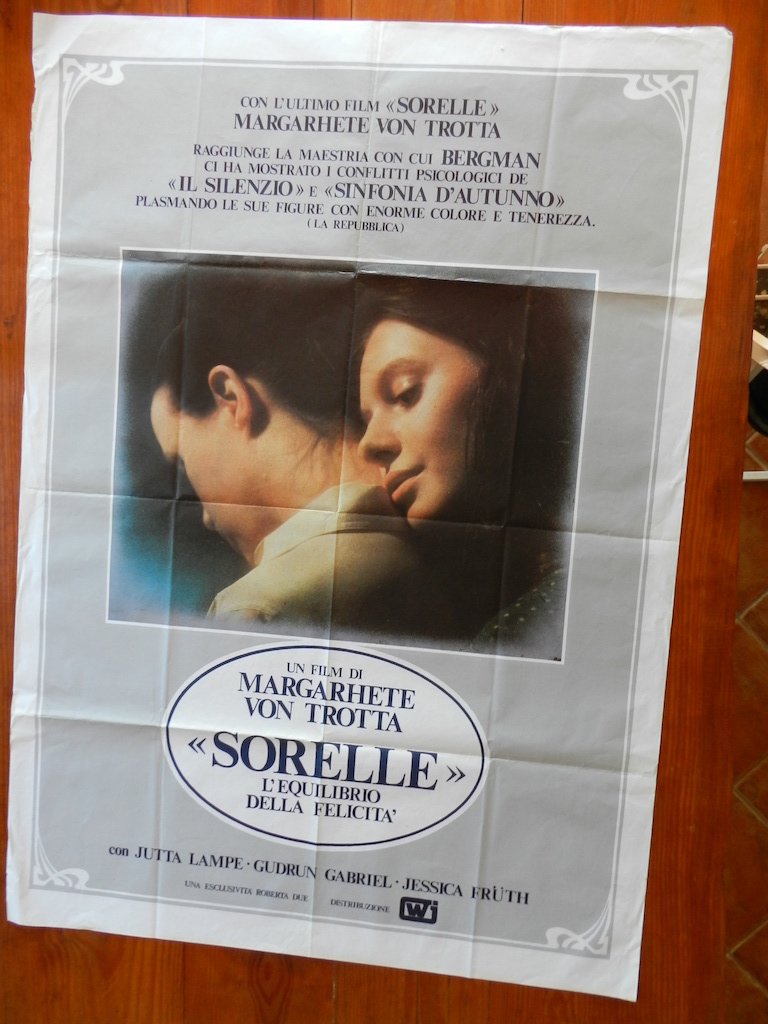 CON L'ULTIMO FILM «SORELLE»
MARGARHETE VON TROTTA
RAGGIUNGE LA MAESTRIA CON CUI BERGMAN
CI HA MOSTRATO I CONFLITTI PSICOLOGICI DE
«IL SILENZIO» E «SINFONIA D'AUTUNNO»
PLASMANDO LE SUE FIGURE CON ENORME COLORE E TENEREZZA.
(LA REPUBBLICA)
UN FILM DI
MARGARHETE
VON TROTTA
«SORELLE»
L'EQUILIBRIO
DELLA FELICITA'
con JUTTA LAMPE · GUDRUN GABRIEL · JESSICA FRÜTH
UNA ESCLUSIVITA ROBERTA DUE DISTRIBUZIONE